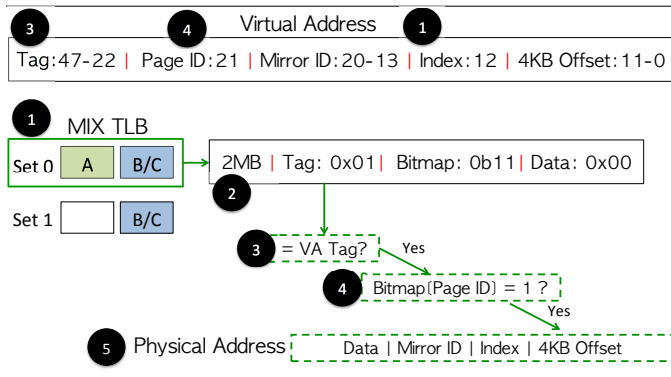 Virtual Address
3 4 1
Tag:47-22 | Page ID:21 | Mirror ID:20-13 | Index:12 | 4KB Offset:11-0
1
MIX TLB
Set 0 A B/C
2MB | Tag: 0x01| Bitmap: 0b11| Data: 0x00
2
Set 1 B/C
3 = VA Tag? Yes
4 Bitmap(Page ID) = 1 ?
Yes
5 Physical Address Data | Mirror ID | Index | 4KB Offset